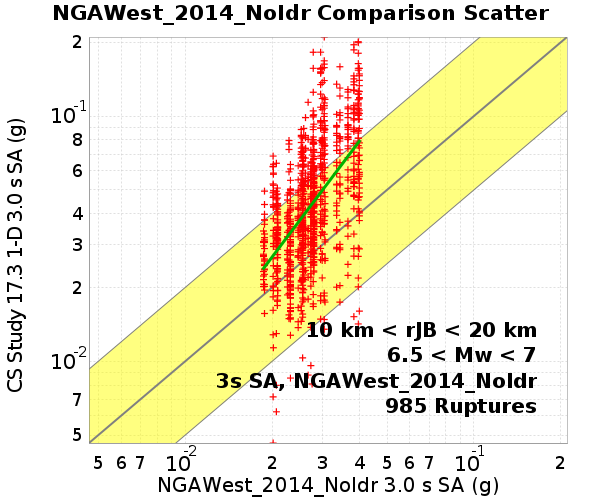 NGAWest_2014_NoIdr Comparison Scatter
CS Study 17.3 1-D 3.0 s SA (g)
2
10-1
8
6
4
3
2
10-2
7
5
10 km < rJB < 20 km
6.5 < Mw < 7
3s SA, NGAWest_2014_NoIdr
985 Ruptures
5 6 7 10-2 2 3 4 5 6 7 10-1 2
NGAWest_2014_NoIdr 3.0 s SA (g)